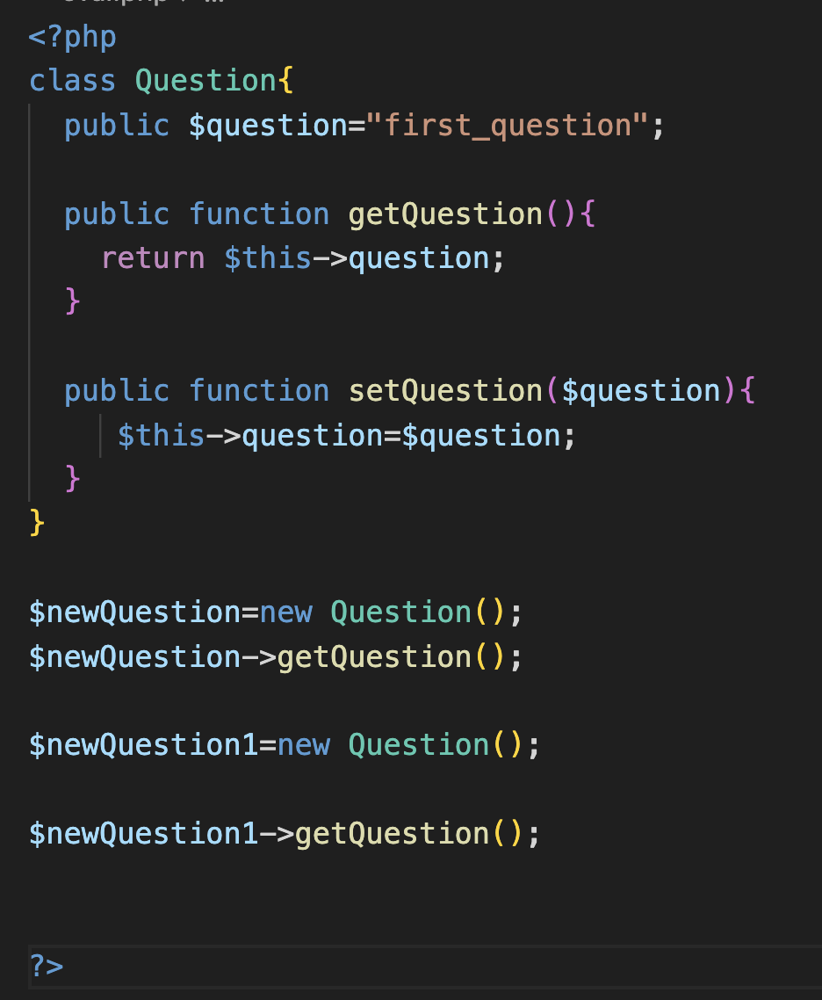 <?php
class Question{
  public $question="first_question";

  public function getQuestion(){
    return $this->question;
  }

  public function setQuestion($question){
     $this->question=$question;
  }
}

$newQuestion=new Question();
$newQuestion->getQuestion();

$newQuestion1=new Question();

$newQuestion1->getQuestion();


?>